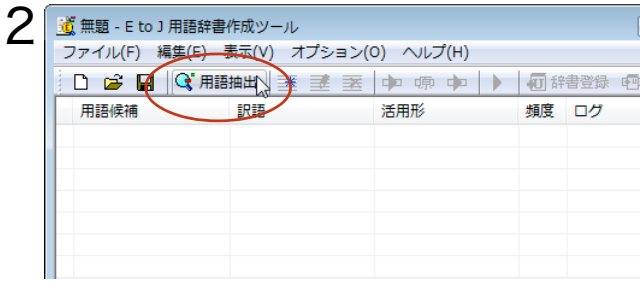 2
無題 - E to J 用語辞書作成ツール
ファイル(F) 編集(E) 表示(V) オプション(O) ヘルプ(H)
用語抽出 辞書登録
用語候補 訳語 活用形 頻度 ログ